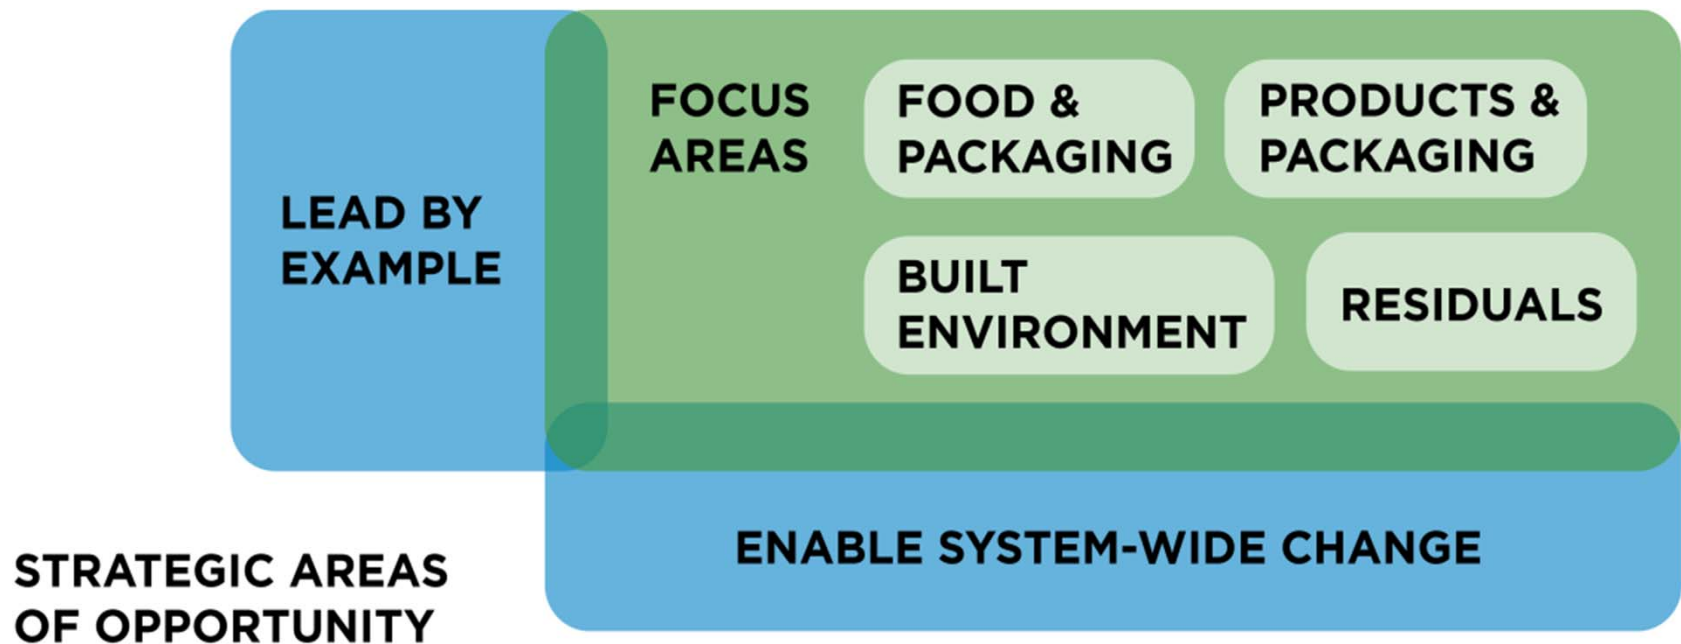 LEAD BY
EXAMPLE
FOCUS
AREAS
FOOD &
PACKAGING
PRODUCTS &
PACKAGING
BUILT
ENVIRONMENT
RESIDUALS
ENABLE SYSTEM-WIDE CHANGE
STRATEGIC AREAS
OF OPPORTUNITY